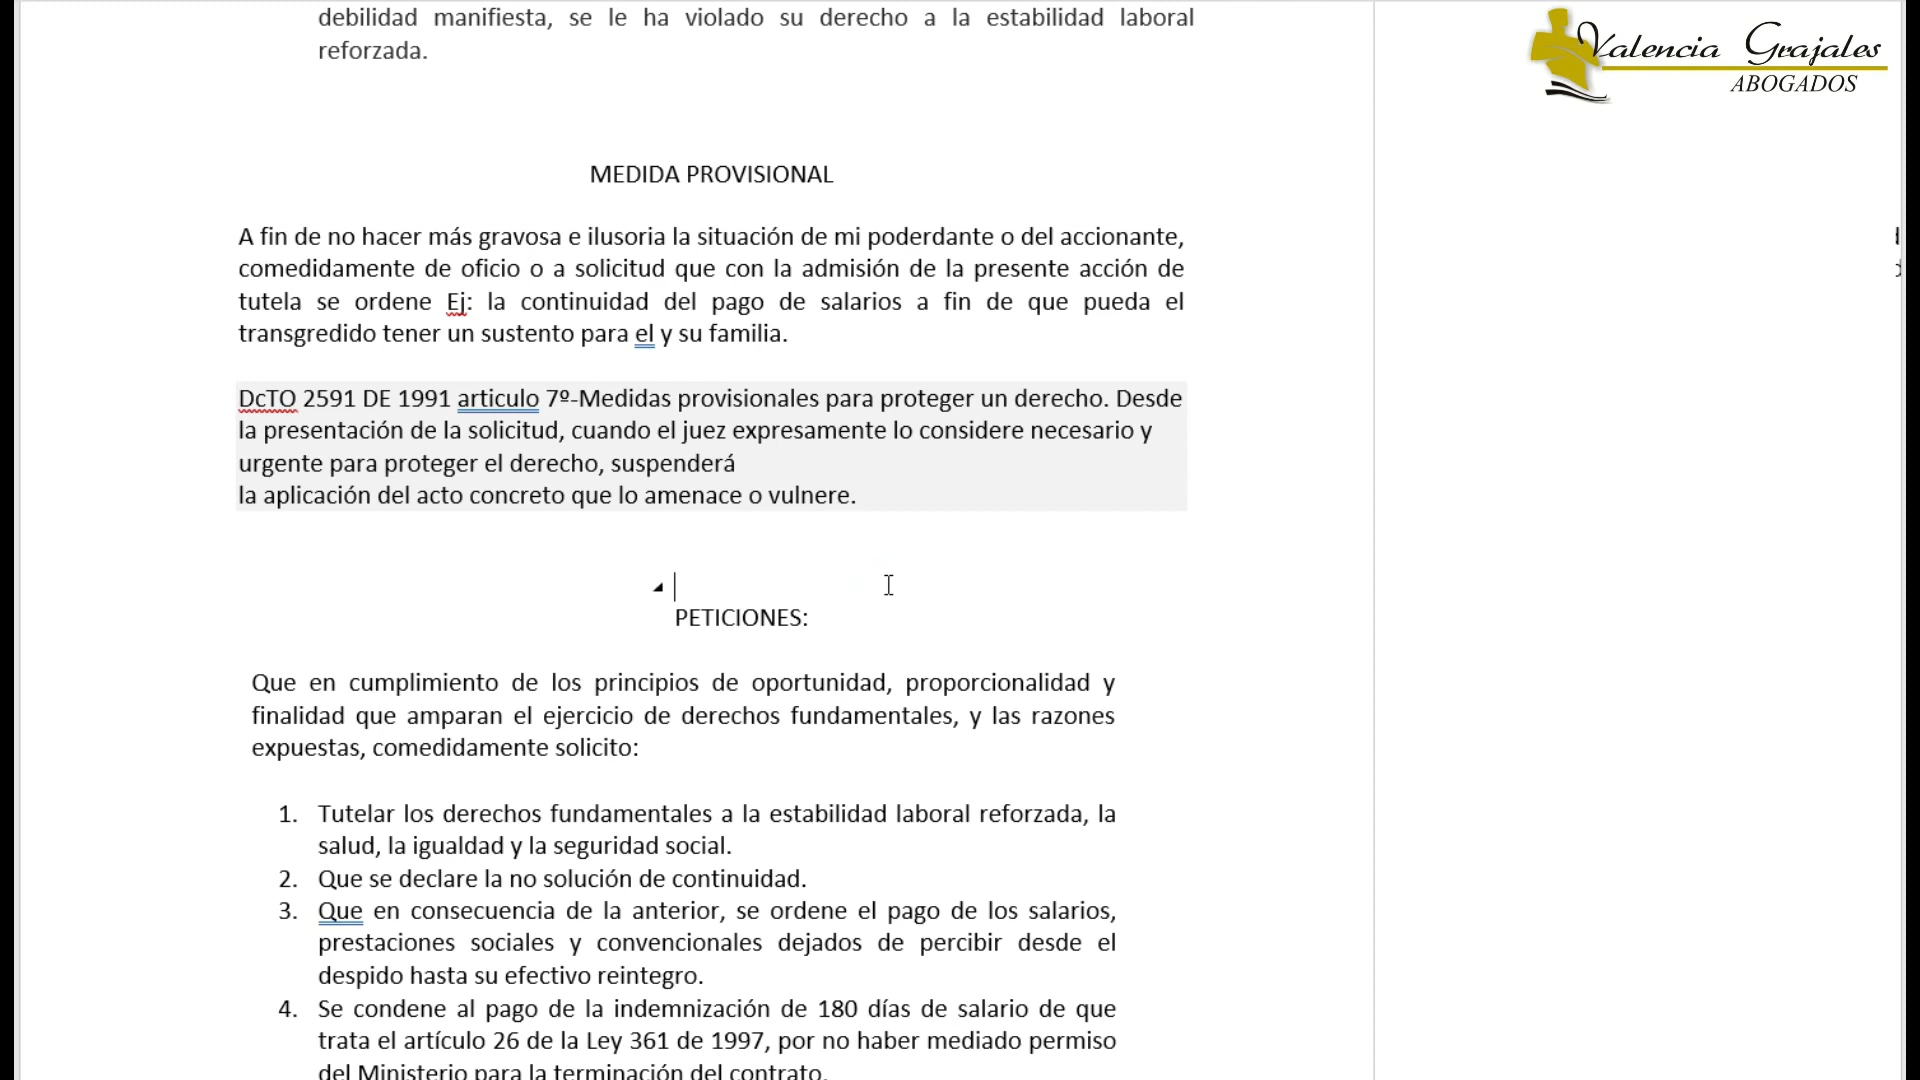 debilidad manifiesta, se le ha violado su derecho a la estabilidad laboral
reforzada.
Valencia Grajales
ABOGADOS
MEDIDA PROVISIONAL
A fin de no hacer más gravosa e ilusoria la situación de mi poderdante o del accionante,
comedidamente de oficio o a solicitud que con la admisión de la presente acción de
tutela se ordene Ej: la continuidad del pago de salarios a fin de que pueda el
transgredido tener un sustento para el y su familia.
DcTO 2591 DE 1991 articulo 7º-Medidas provisionales para proteger un derecho. Desde
la presentación de la solicitud, cuando el juez expresamente lo considere necesario y
urgente para proteger el derecho, suspenderá
la aplicación del acto concreto que lo amenace o vulnere.
PETICIONES:
Que en cumplimiento de los principios de oportunidad, proporcionalidad y
finalidad que amparan el ejercicio de derechos fundamentales, y las razones
expuestas, comedidamente solicito:
1. Tutelar los derechos fundamentales a la estabilidad laboral reforzada, la
salud, la igualdad y la seguridad social.
2. Que se declare la no solución de continuidad.
3. Que en consecuencia de la anterior, se ordene el pago de los salarios,
prestaciones sociales y convencionales dejados de percibir desde el
despido hasta su efectivo reintegro.
4. Se condene al pago de la indemnización de 180 días de salario de que
trata el artículo 26 de la Ley 361 de 1997, por no haber mediado permiso
del Ministerio para la terminación del contrato.